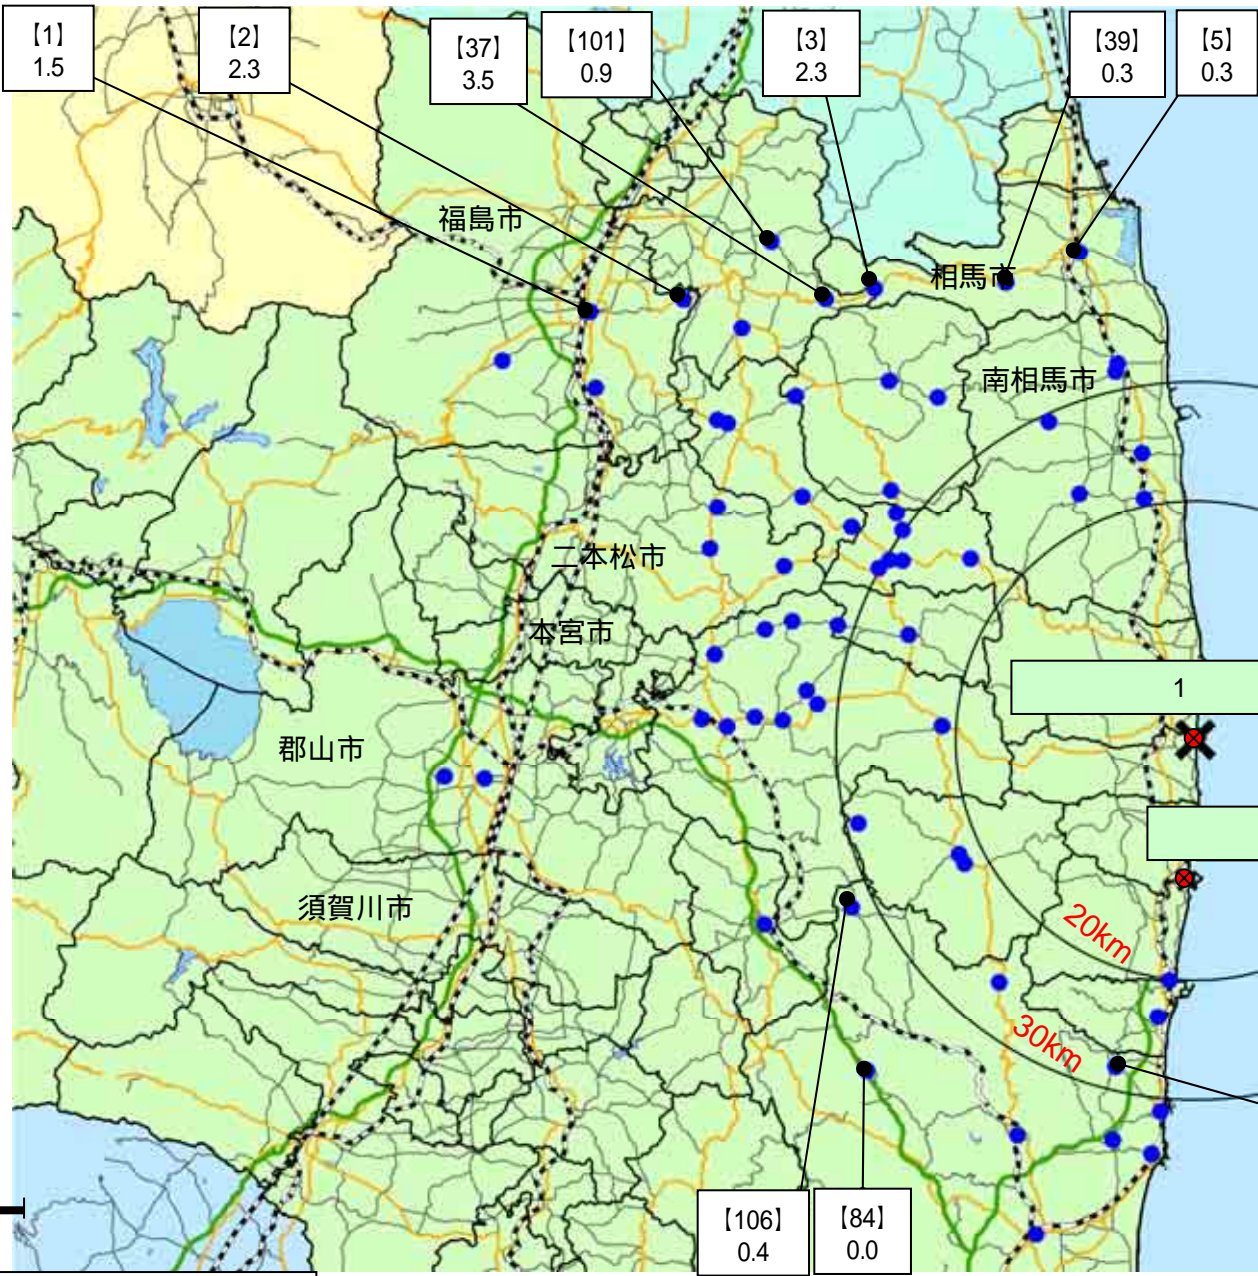 【1】
1.5
【2】
2.3
【37】
3.5
【101】
0.9
【3】
2.3
【39】
0.3
【5】
0.3
福島市
相馬市
南相馬市
二本松市
本宮市
1
郡山市
須賀川市
20km
30km
【106】
0.4
【84】
0.0